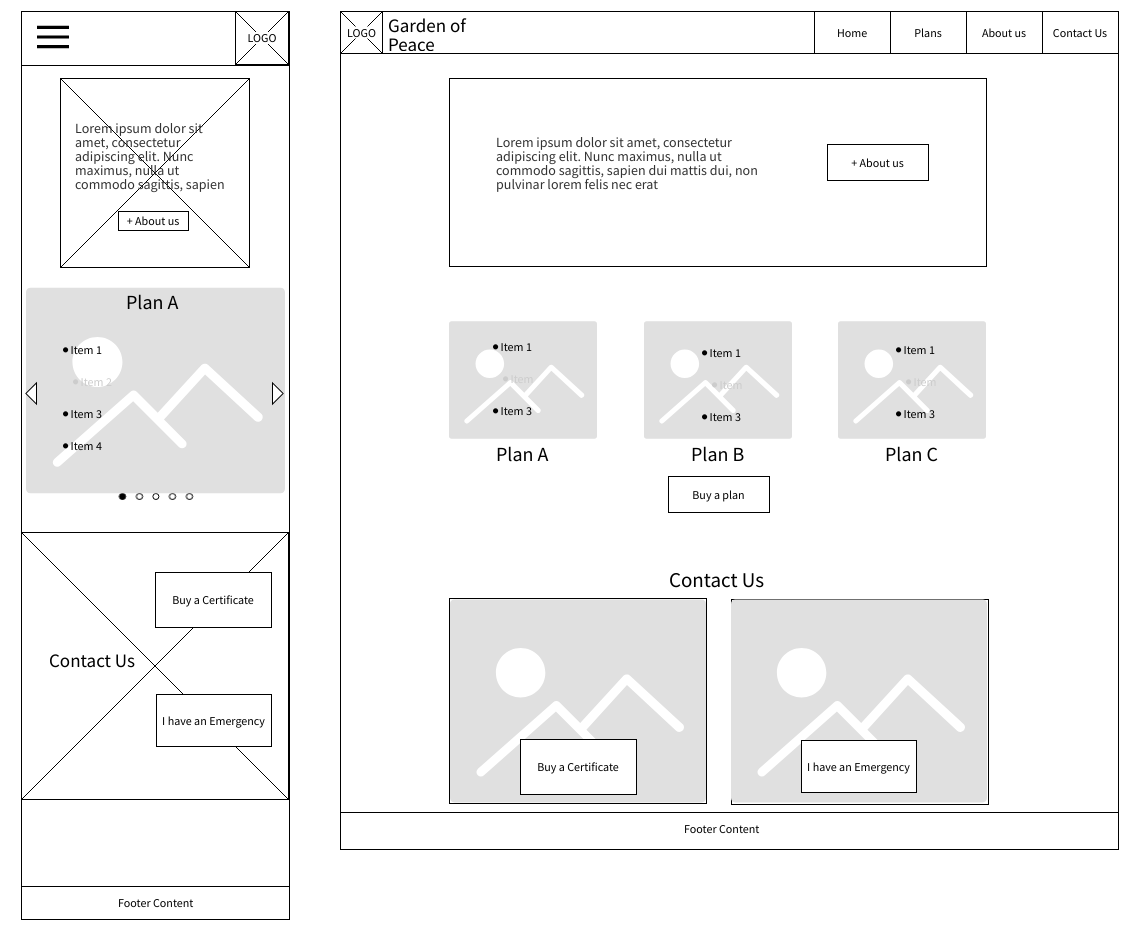 LOGO
Lorem ipsum dolor sit
amet, consectetur
adipiscing elit. Nunc
maximus, nulla ut
commodo sagittis, sapien
+ About us
Plan A
Item 1
Item 2
Item 3
Item 4
Buy a Certificate
Contact Us
I have an Emergency
Footer Content
LOGO
Garden of
Peace
Home
Plans
About us
Contact Us
Lorem ipsum dolor sit amet, consectetur
adipiscing elit. Nunc maximus, nulla ut
commodo sagittis, sapien dui mattis dui, non
pulvinar lorem felis nec erat
+ About us
Item 1
Item
Item 3
Plan A
Item 1
Item
Item 3
Plan B
Item 1
Item
Item 3
Plan C
Buy a plan
Contact Us
Buy a Certificate
I have an Emergency
Footer Content